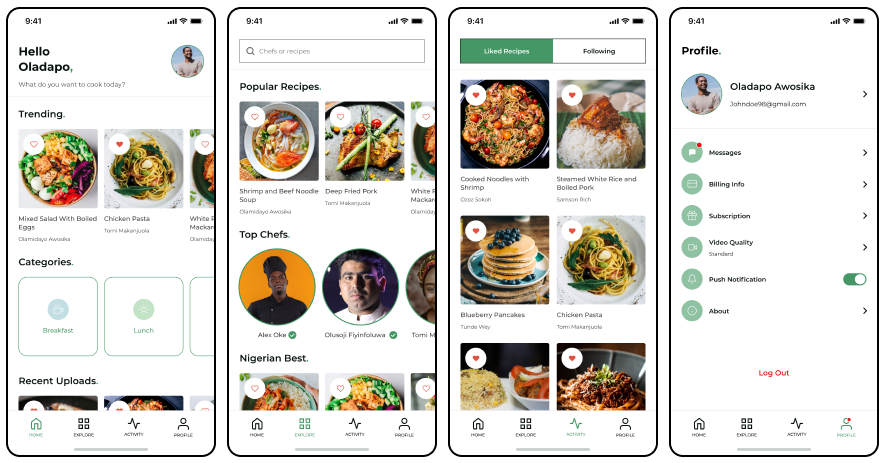 9:41
Hello
Oladapo,
What do you want to cook today?
Trending.
Mixed Salad With Boiled
Eggs
Olamidayo Awosika
Chicken Pasta
Tomi Makanjuola
White R
Mackar
Olamida
Categories.
Breakfast
Lunch
Recent Uploads.
HOME
EXPLORE
ACTIVITY
PROFILE
9:41
Chefs or recipes
Popular Recipes.
Shrimp and Beef Noodle
Soup
Olamidayo Awosika
Deep Fried Pork
Tomi Makanjuola
White R
Mackar
Olamida
Top Chefs.
Alex Oke
Olusoji Fiyinfoluwa
Tomi M
Nigerian Best.
HOME
EXPLORE
ACTIVITY
PROFILE
9:41
Liked Recipes
Following
Cooked Noodles with
Shrimp
Ozoz Sokoh
Steamed White Rice and
Boiled Pork
Samson Rich
Blueberry Pancakes
Tunde Wey
Chicken Pasta
Tomi Makanjuola
HOME
EXPLORE
ACTIVITY
PROFILE
9:41
Profile.
Oladapo Awosika
Johndoe98@gmail.com
Messages
Billing Info
Subscription
Video Quality
Standard
Push Notification
About
Log Out
HOME
EXPLORE
ACTIVITY
PROFILE